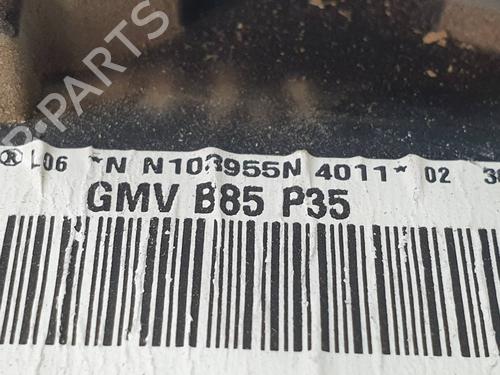 B-PARTS
® L06 *N N103955N 4011* 02
GMV B85 P35